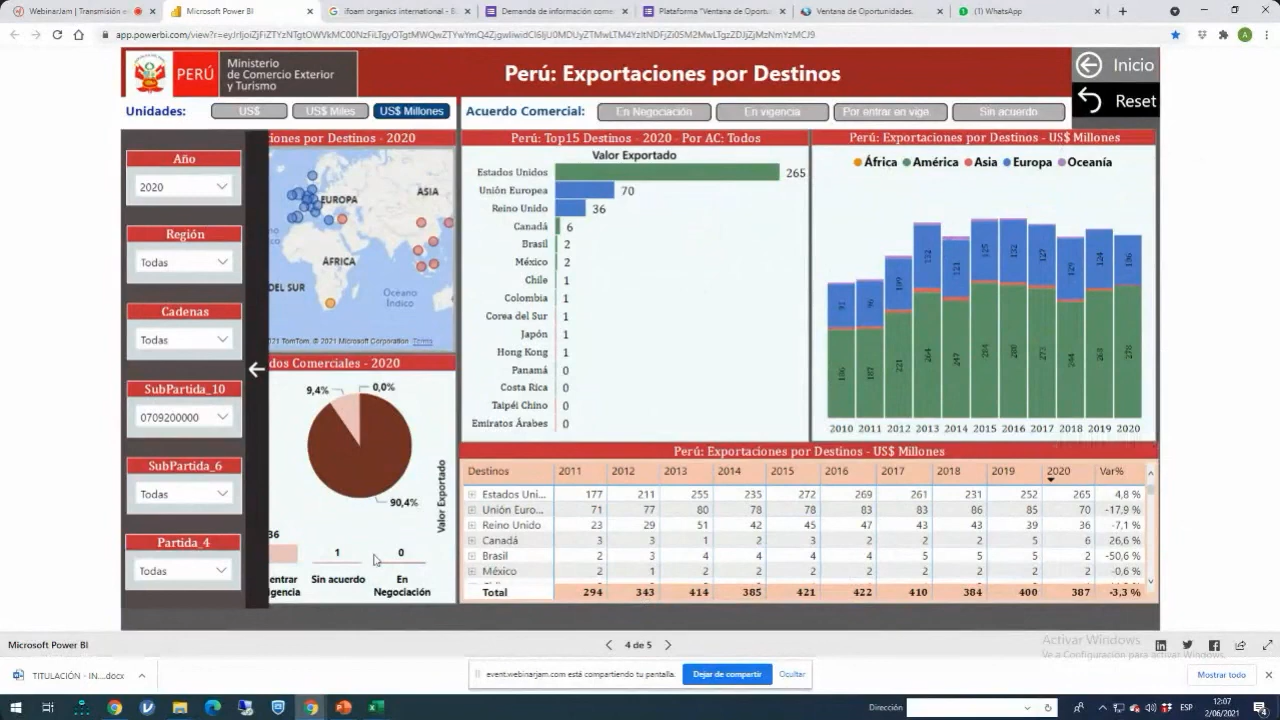 WebinarJam | Transmisión en
Microsoft Power BI
ifoam organics international - B
Demanda de información come
Plataforma "Ventana de Oportu
Ventana de Oportunidades.
(1) WhatsApp
PERÚ
Ministerio
de Comercio Exterior
y Turismo
Perú: Exportaciones por Destinos
Inicio
Reset
Unidades:
US$
US$ Miles
US$ Millones
Acuerdo Comercial:
En Negociación
En vigencia
Por entrar en viga
Sin acuerdo
Año
2020
Región
Todas
Cadenas
Todas
SubPartida_10
0709200000
SubPartida_6
Todas
Partida_4
Todas
iones por Destinos - 2020
EUROPA
ASIA
ÁFRICA
DEL SUR
Océano
Índico
2021 TomTom, © 2021 Microsoft Corporation Terms
dos Comerciales - 2020
9,4%
0,0%
90,4%
Valor Exportado
36
1
0
entrar
igencia
Sin acuerdo
En
Negociación
Perú: Top15 Destinos - 2020 - Por AC: Todos
Valor Exportado
Estados Unidos 265
Unión Europea 70
Reino Unido 36
Canadá 6
Brasil 2
México 2
Chile 1
Colombia 1
Corea del Sur 1
Japón 1
Hong Kong 1
Panamá 0
Costa Rica 0
Taipéi Chino 0
Emiratos Árabes 0
Perú: Exportaciones por Destinos - US$ Millones
África América Asia Europa Oceanía
2010 2011 2012 2013 2014 2015 2016 2017 2018 2019 2020
Perú: Exportaciones por Destinos - US$ Millones
Destinos 2011 2012 2013 2014 2015 2016 2017 2018 2019 2020 Var%
Estados Uni... 177 211 255 235 272 269 261 231 252 265 4,8 %
Unión Euro... 71 77 80 78 78 83 83 86 85 70 -17,9 %
Reino Unido 23 29 51 42 45 47 43 43 39 36 -7,1 %
Canadá 3 3 1 2 3 2 2 2 5 6 26,6 %
Brasil 2 3 4 4 4 4 5 5 5 2 -50,6 %
México 2 1 2 2 2 2 2 2 2 2 -0,6 %
Total 294 343 414 385 421 422 410 384 400 387 -3,3 %
Microsoft Power BI
4 de 5
Activar Windows
Ve a Configuración para activar Windows.
event.webinarjam.com está compartiendo tu pantalla.
Dejar de compartir
Ocultar
Mostrar todo
Dirección
ESP
12:07
2/06/2021